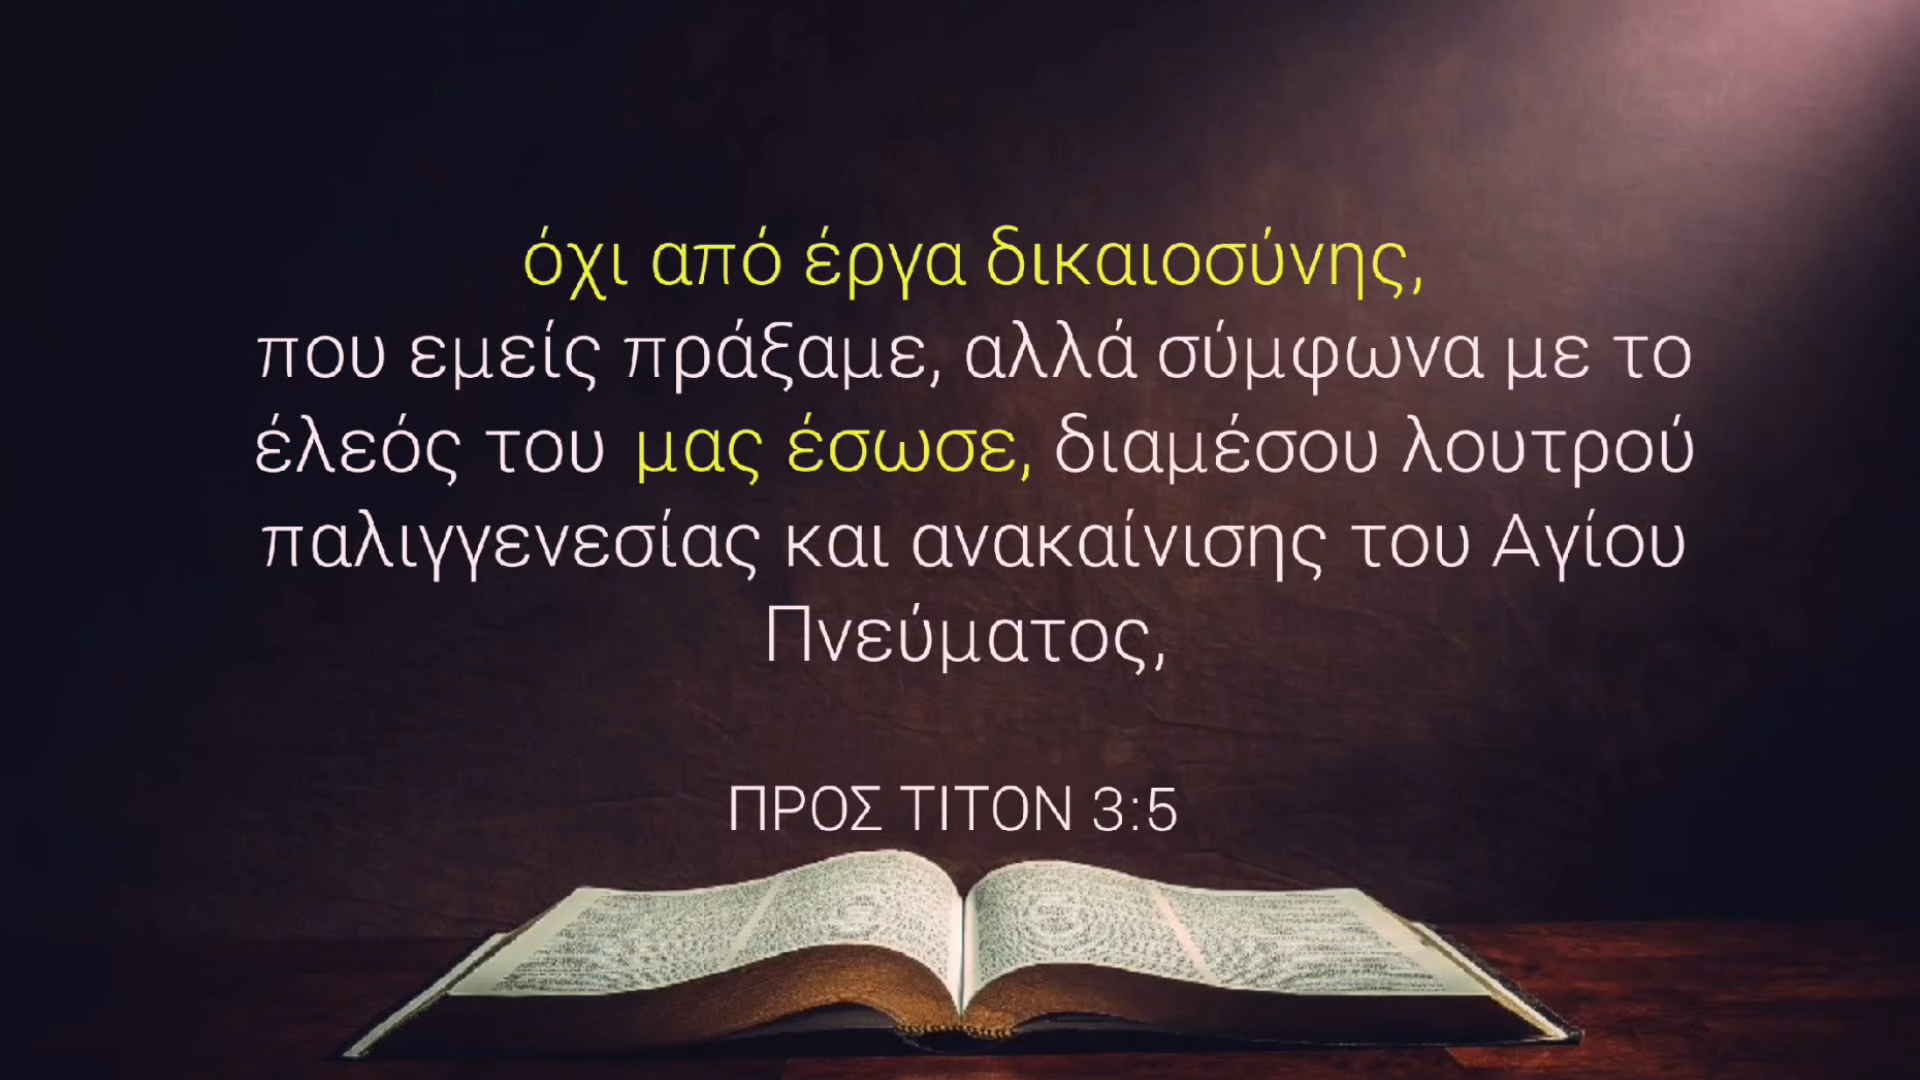 όχι από έργα δικαιοσύνης,
που εμείς πράξαμε, αλλά σύμφωνα με το
έλεός του μας έσωσε, διαμέσου λουτρού
παλιγγενεσίας και ανακαίνισης του Αγίου
Πνεύματος,
ΠΡΟΣ ΤΙΤΟΝ 3:5